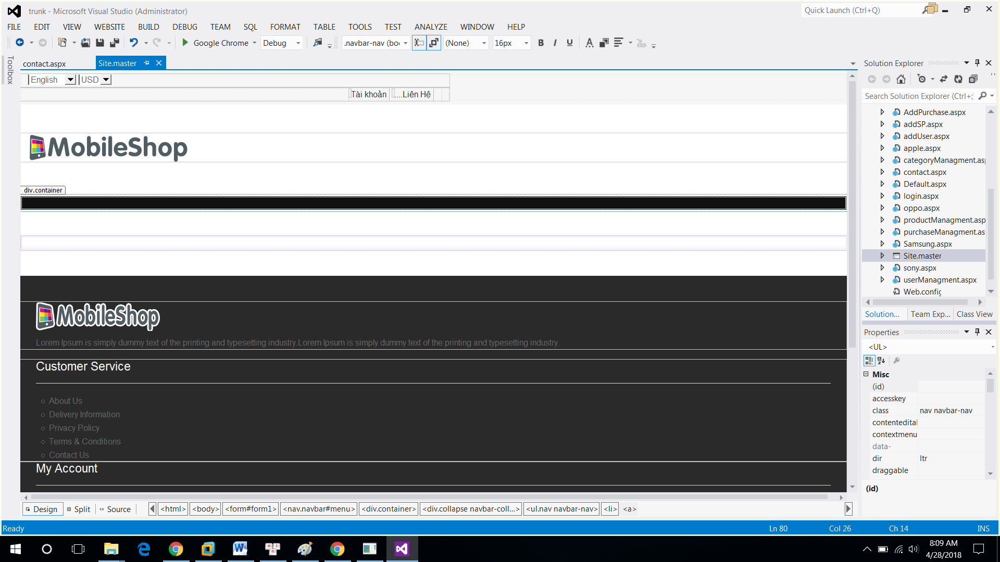 trunk - Microsoft Visual Studio (Administrator)
Quick Launch (Ctrl+Q)
FILE EDIT VIEW WEBSITE BUILD DEBUG TEAM SQL FORMAT TABLE TOOLS TEST ANALYZE WINDOW HELP
Google Chrome Debug .navbar-nav (bo (None) 16px B I U A
Toolbox
contact.aspx Site.master
English USD
Tài khoản ....Liên Hệ
MobileShop
div.container
MobileShop
Lorem Ipsum is simply dummy text of the printing and typesetting industry.Lorem Ipsum is simply dummy text of the printing and typesetting industry.
Customer Service
About Us
Delivery Information
Privacy Policy
Terms & Conditions
Contact Us
My Account
Design Split Source <html> <body> <form#form1> <nav.navbar#menu> <div.container> <div.collapse navbar-coll...> <ul.nav navbar-nav> <li> <a>
Solution Explorer
Search Solution Explorer (Ctrl+;
AddPurchase.aspx
addSP.aspx
addUser.aspx
apple.aspx
categoryManagment.as
contact.aspx
Default.aspx
login.aspx
oppo.aspx
productManagment.asp
purchaseManagment.as
Samsung.aspx
Site.master
sony.aspx
userManagment.aspx
Web.config
Solution... Team Exp... Class View
Properties
<UL>
Misc
(id)
accesskey
class nav navbar-nav
contentedita
contextmenu
data-
dir ltr
draggable
(id)
Ready Ln 80 Col 26 Ch 14 INS
8:09 AM
4/28/2018